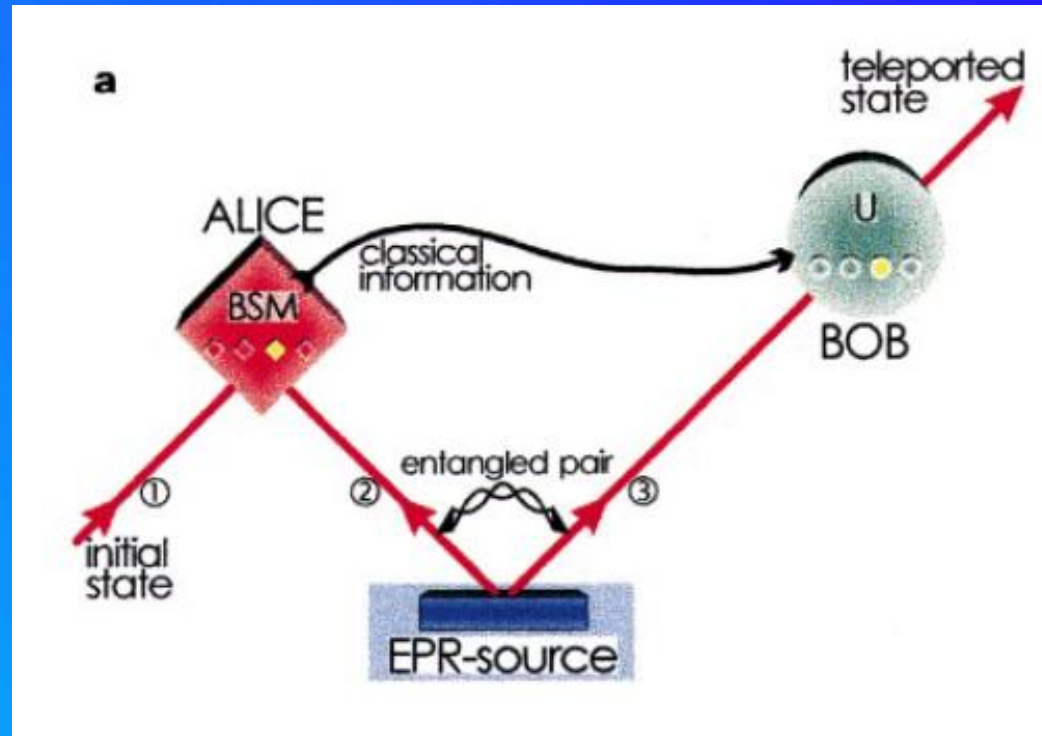 a
teleported
state
ALICE
classical
information
BSM
U
BOB
entangled pair
①
②
③
initial
state
EPR-source